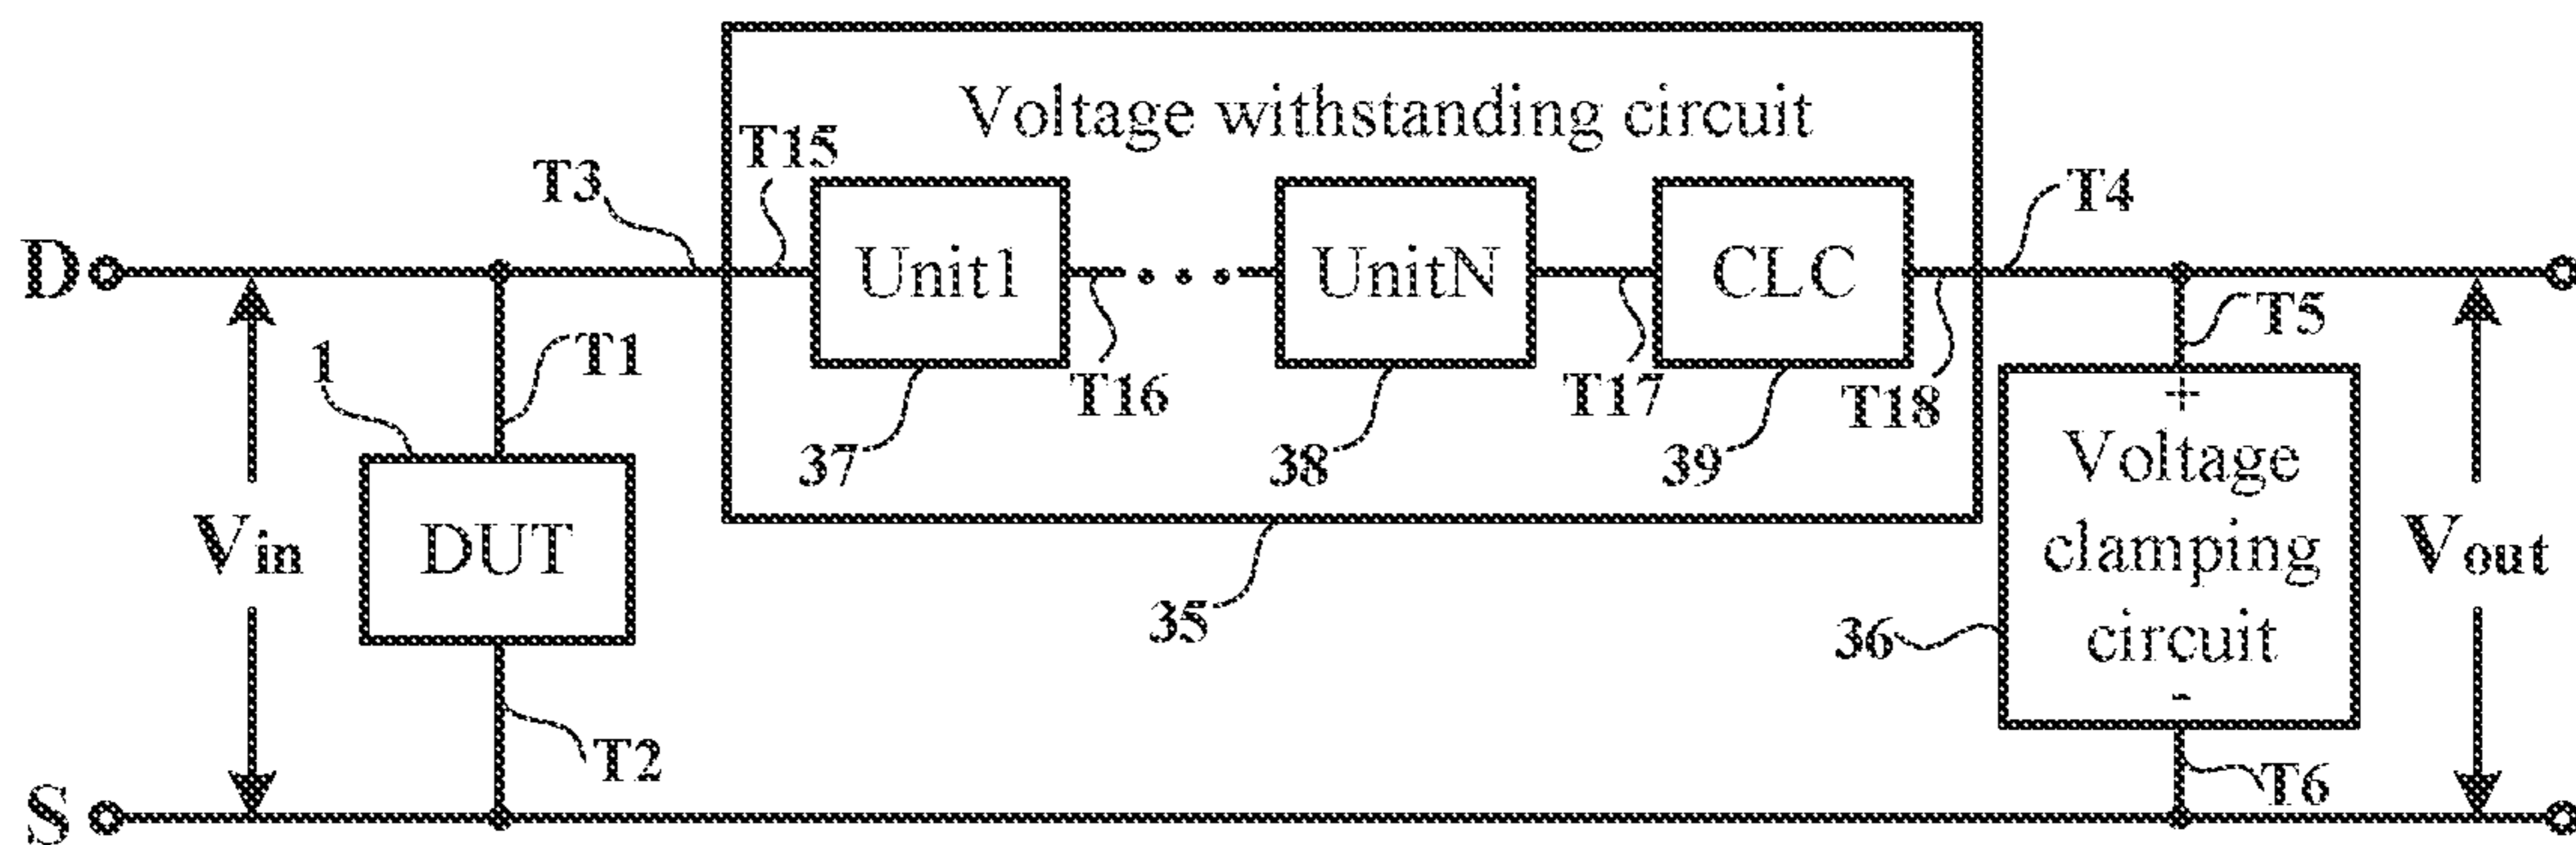 Voltage withstanding circuit
T15
T3
T4
D
Unit1
UnitN
CLC
T5
1
T1
T16
T17
T18
+
37
38
39
Voltage
Vin
DUT
clamping
Vout
35
36
circuit
-
T2
T6
S